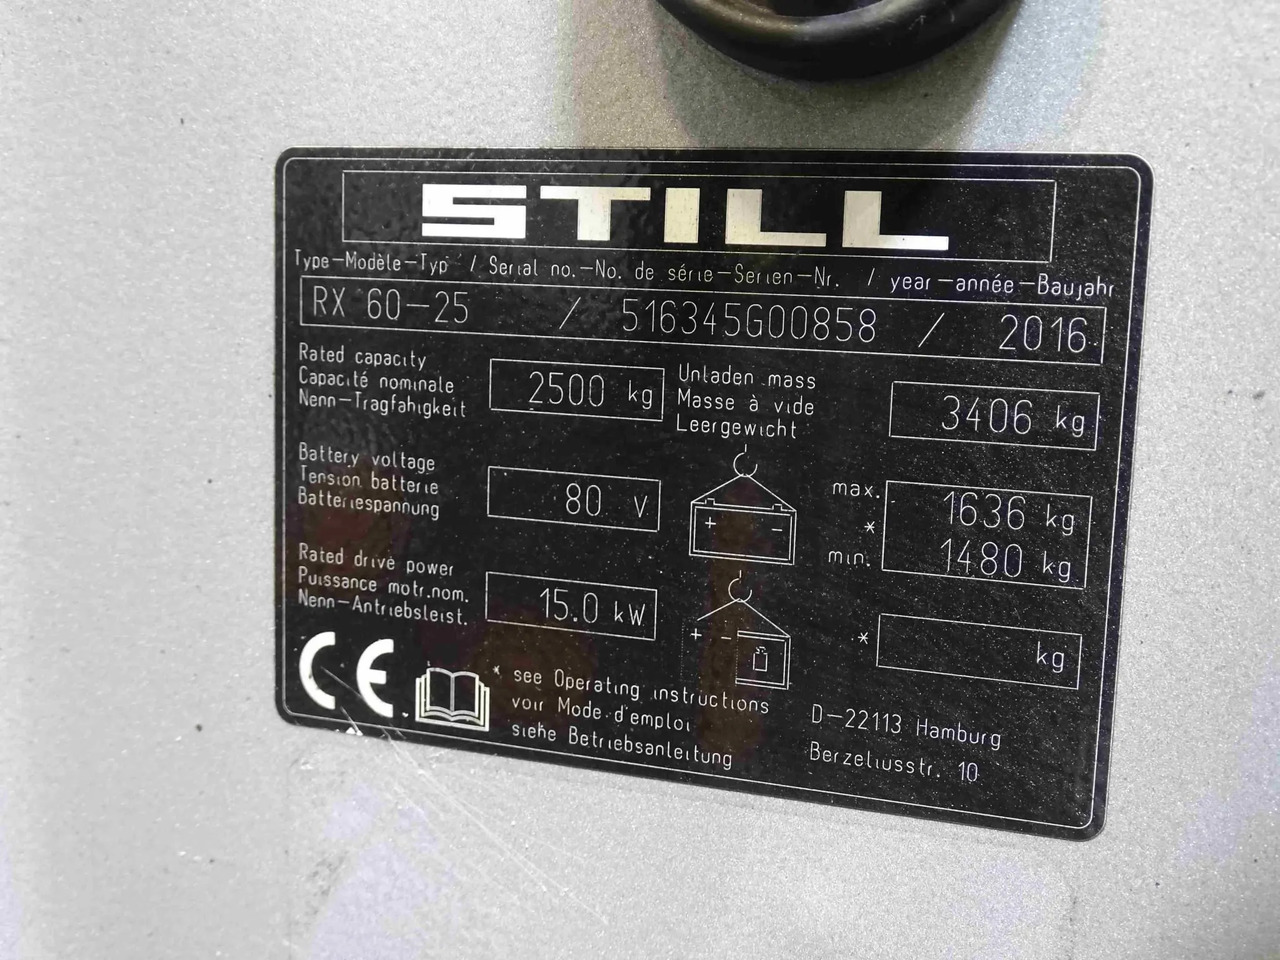 STILL
Type-Modèle-Typ / Serial no.-No. de série-Serien-Nr. / year-année-Baujahr
RX 60-25 / 516345G00858 / 2016
Rated capacity
Capacité nominale
Nenn-Tragfähigkeit
2500 kg
Unladen mass
Masse à vide
Leergewicht
3406 kg
Battery voltage
Tension batterie
Batteriespannung
80 V
+ -
max. 1636 kg
*
min. 1480 kg
Rated drive power
Puissance motr.nom.
Nenn-Antriebsleist.
15.0 kW
+ -
* kg
CE
* see Operating instructions
voir Mode d'emploi
siehe Betriebsanleitung
D-22113 Hamburg
Berzeliusstr. 10